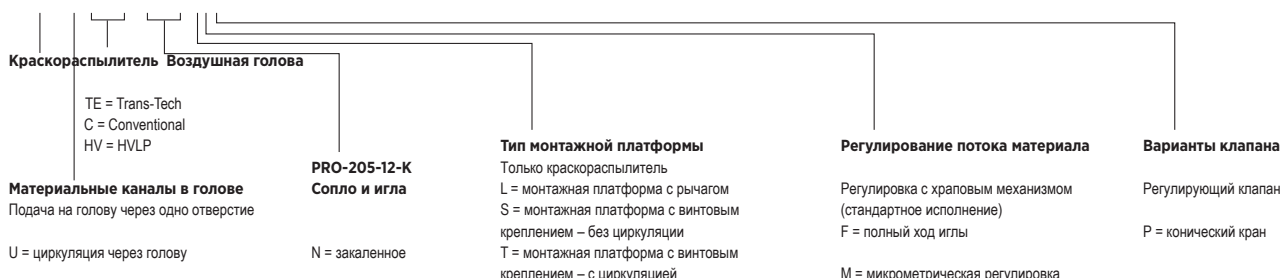 Краскораспылитель Воздушная голова
TE = Trans-Tech
C = Conventional
HV = HVLP
Материальные каналы в голове
Подача на голову через одно отверстие
U = циркуляция через голову
PRO-205-12-K
Сопло и игла
N = закаленное
Тип монтажной платформы
Только краскораспылитель
L = монтажная платформа с рычагом
S = монтажная платформа с винтовым
креплением – без циркуляции
T = монтажная платформа с винтовым
креплением – с циркуляцией
Регулирование потока материала
Регулировка с храповым механизмом
(стандартное исполнение)
F = полный ход иглы
M = микрометрическая регулировка
Варианты клапана
Регулирующий клапан
P = конический кран